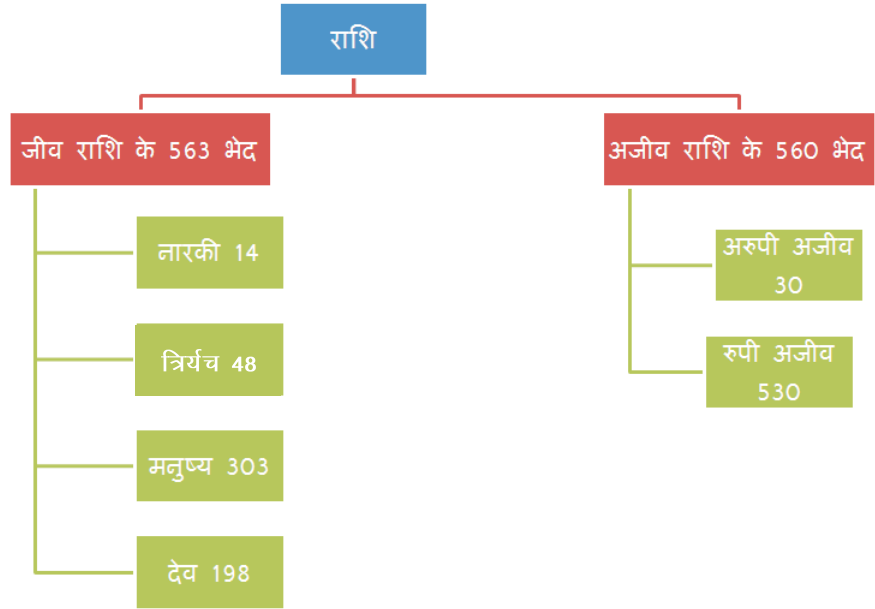 राशि
जीव राशि के 563 भेद
नारकी 14
त्रिर्यच 48
मनुष्य 303
देव 198
अजीव राशि के 560 भेद
अरुपी अजीव
30
रुपी अजीव
530